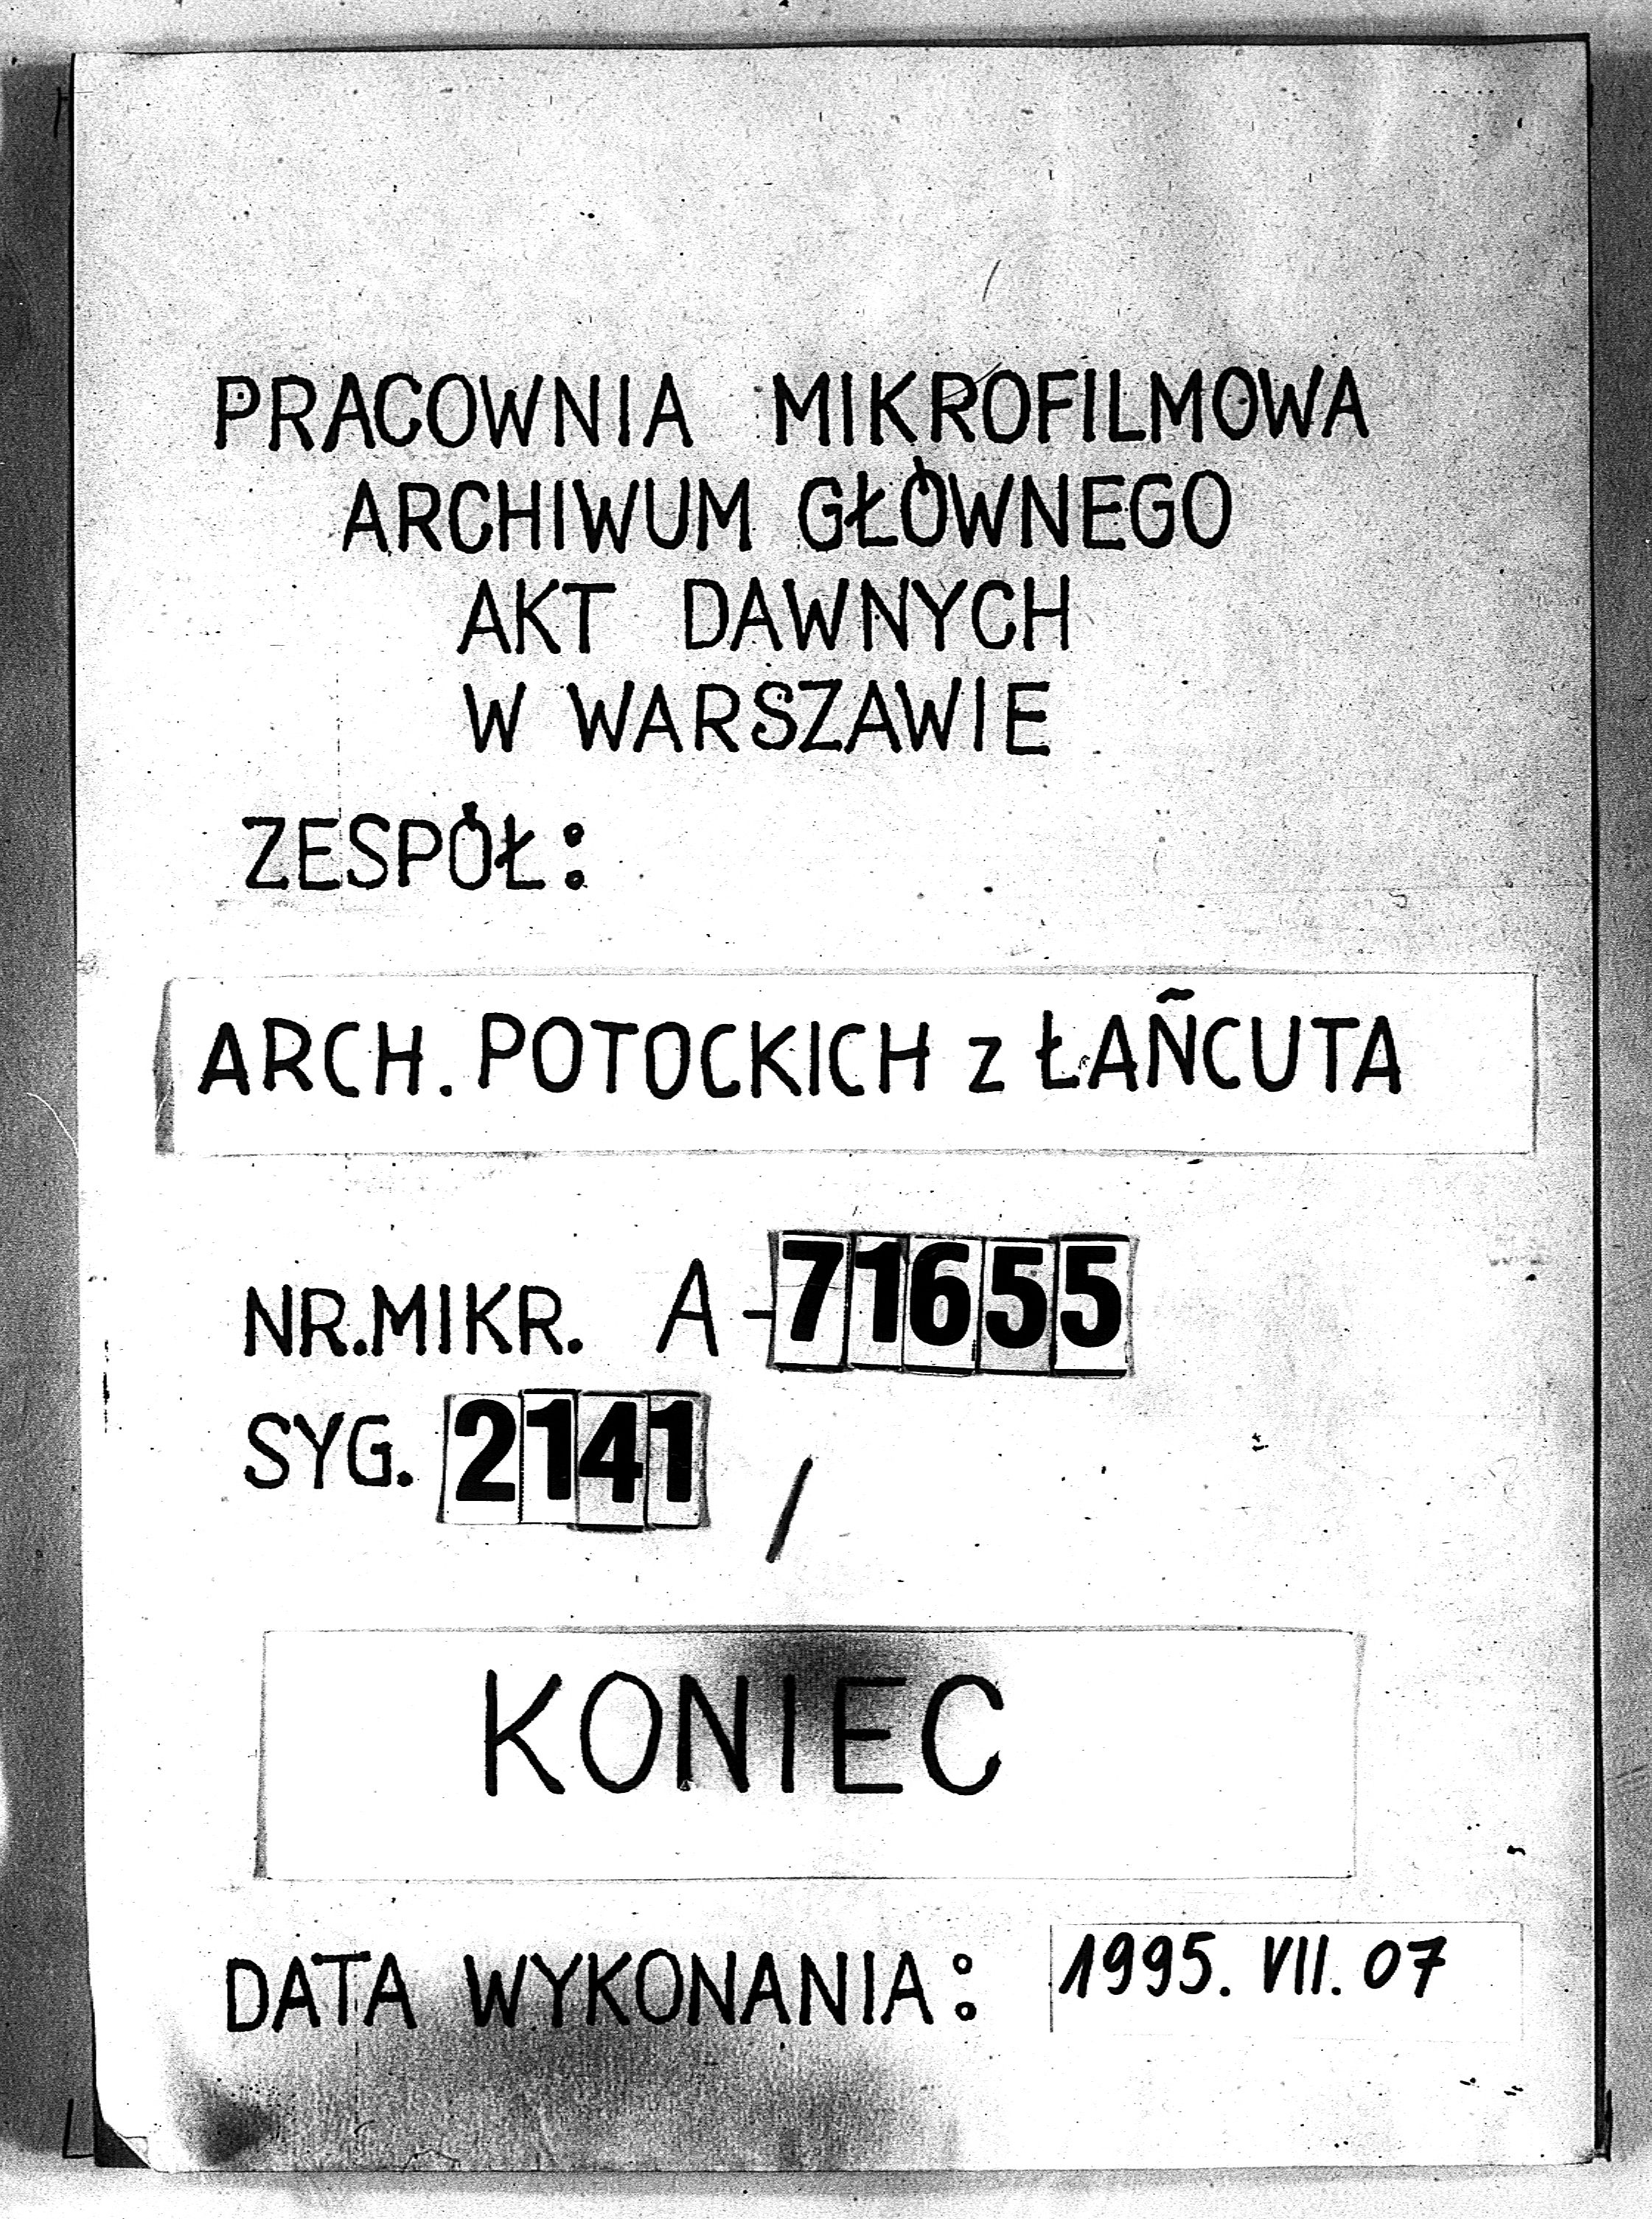 PRACOWNIA MIKROFILMOWA
ARCHIWUM GŁÓWNEGO
AKT DAWNYCH
W WARSZAWIE
ZESPÓŁ:
ARCH. POTOCKICH z ŁAŃCUTA
NR.MIKR. A-71655
SYG. 2141 /
KONIEC
DATA WYKONANIA: 1995. VII. 07